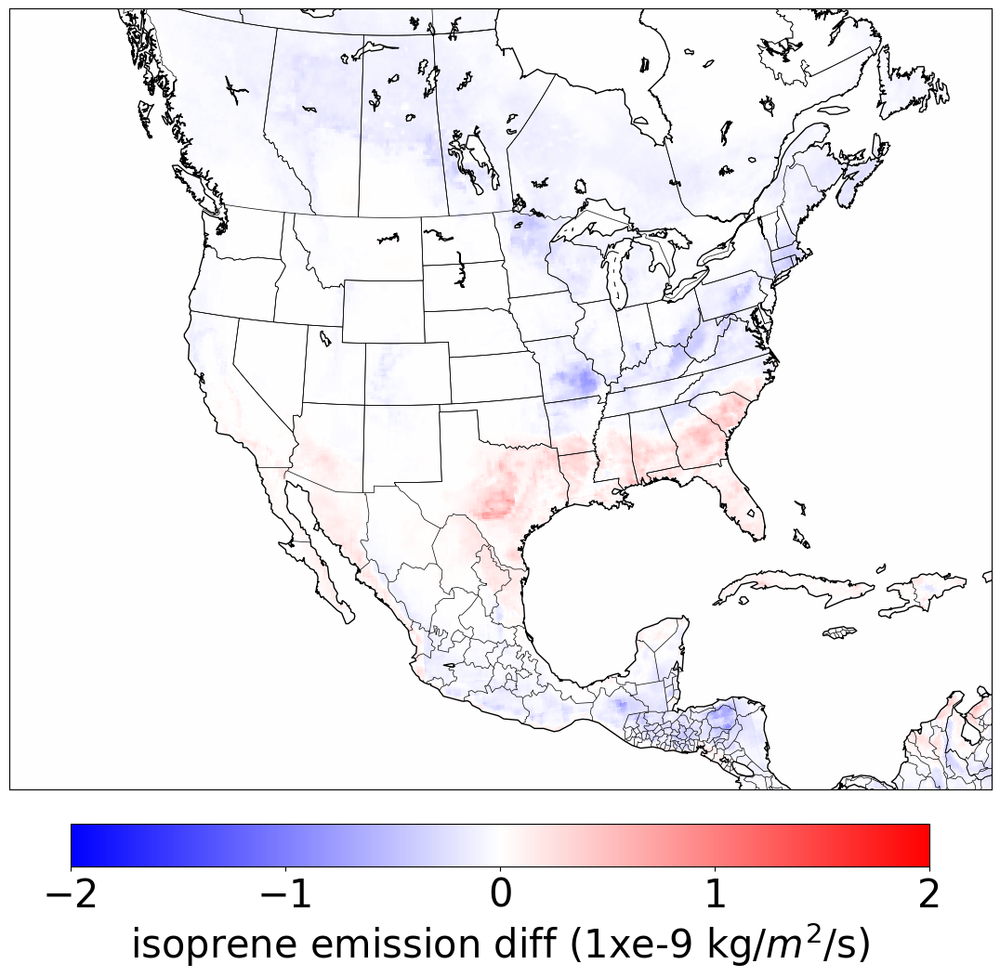 −2 −1 0 1 2
isoprene emission diff (1xe-9 kg/m²/s)